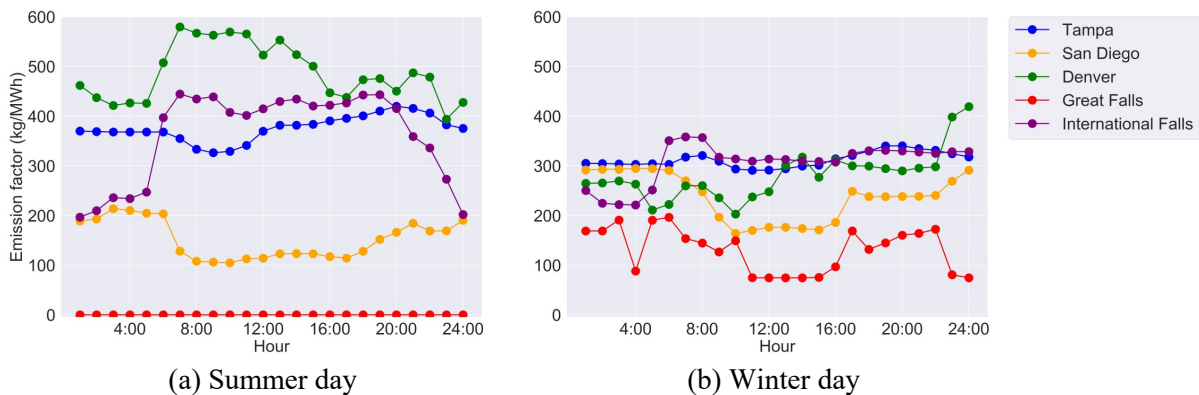 600
500
400
300
200
100
0
Emission factor (kg/MWh)
4:00 8:00 12:00 16:00 20:00 24:00
Hour
(a) Summer day
600
500
400
300
200
100
0
4:00 8:00 12:00 16:00 20:00 24:00
Hour
(b) Winter day
Tampa
San Diego
Denver
Great Falls
International Falls